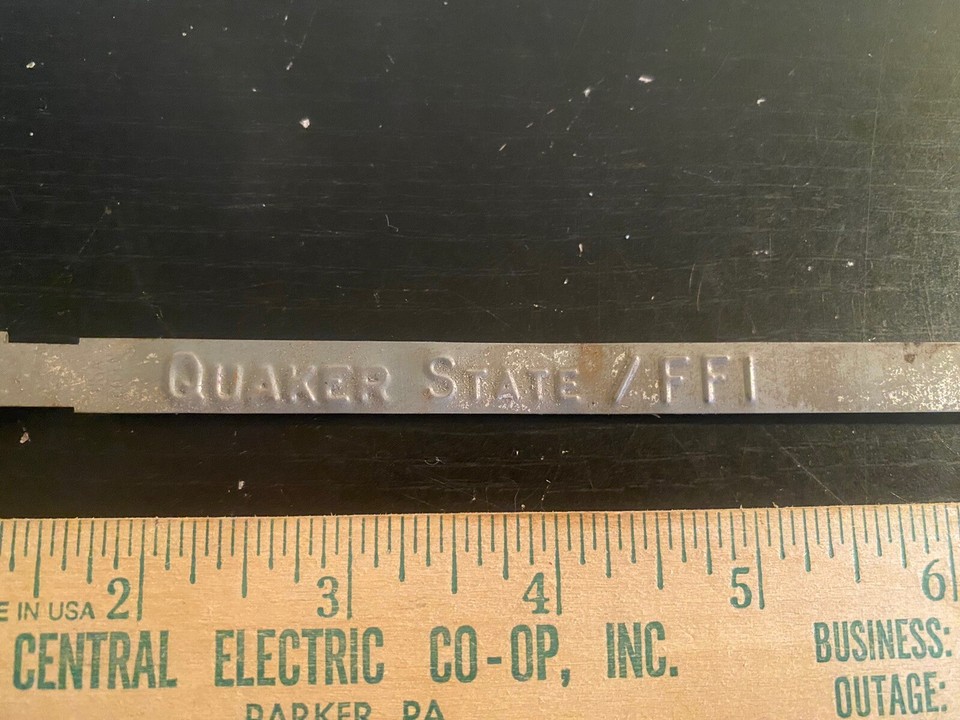 QUAKER STATE / FFI
2 3 4 5 6
E IN USA
CENTRAL ELECTRIC CO-OP, INC.
BUSINESS:
PARKER, PA
OUTAGE: